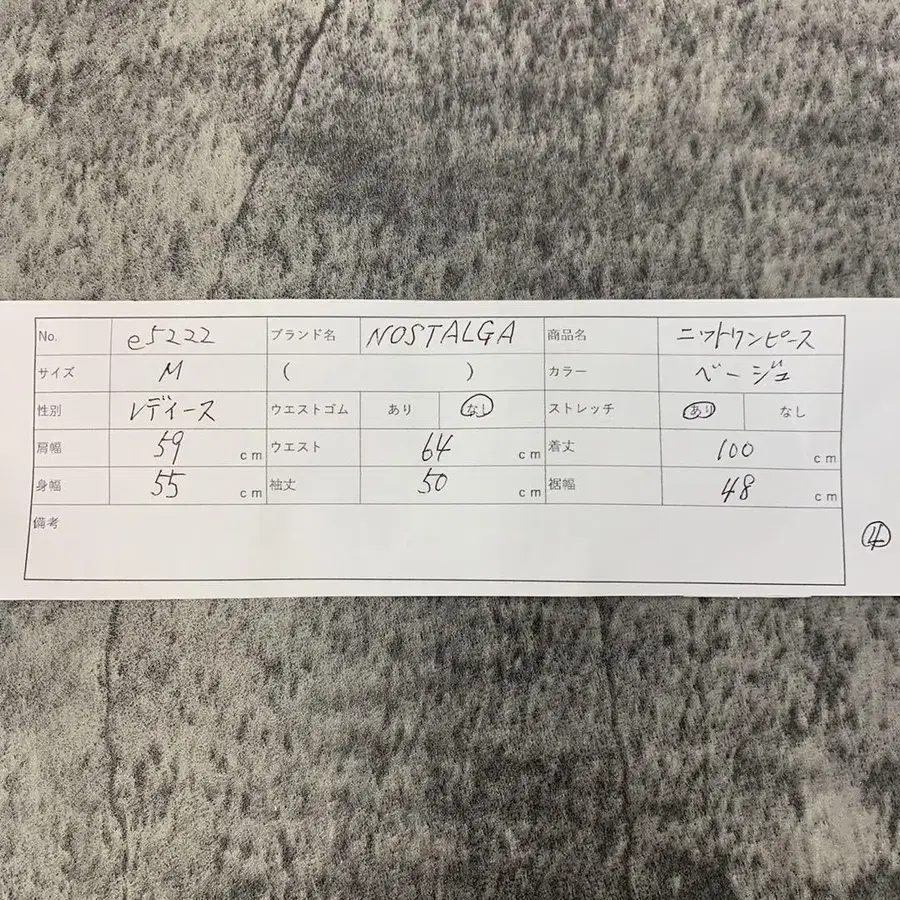 No. e5222 ブランド名 NOSTALGA 商品名 ニットワンピース
サイズ M ( ) カラー ベージュ
性別 レディース ウエストゴム あり なし ストレッチ あり なし
肩幅 59 cm ウエスト 64 cm 着丈 100 cm
身幅 55 cm 袖丈 50 cm 裾幅 48 cm
備考
④